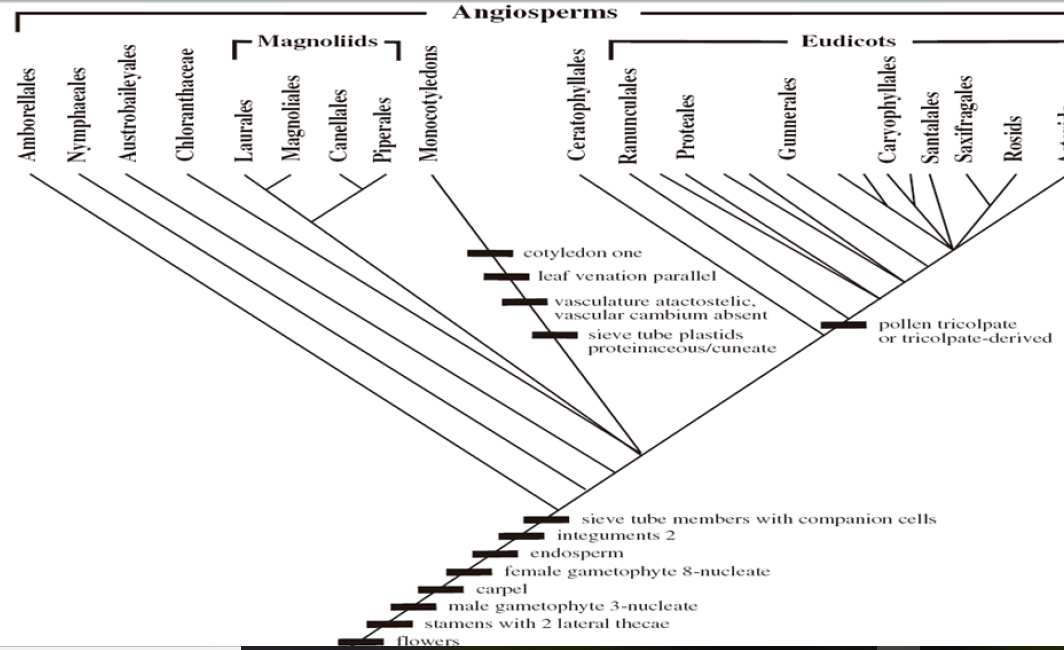 Angiosperms
Magnoliids
Eudicots
Amborellales
Nymphaeales
Austrobaileyales
Chloranthaceae
Laurales
Magnoliales
Canellales
Piperales
Monocotyledons
Ceratophyllales
Ranunculales
Proteales
Gunnerales
Caryophyllales
Santalales
Saxifragales
Rosids
cotyledon one
leaf venation parallel
vasculature atactostelic,
vascular cambium absent
sieve tube plastids
proteinaceous/cuneate
pollen tricolpate
or tricolpate-derived
sieve tube members with companion cells
integuments 2
endosperm
female gametophyte 8-nucleate
carpel
male gametophyte 3-nucleate
stamens with 2 lateral thecae
flowers